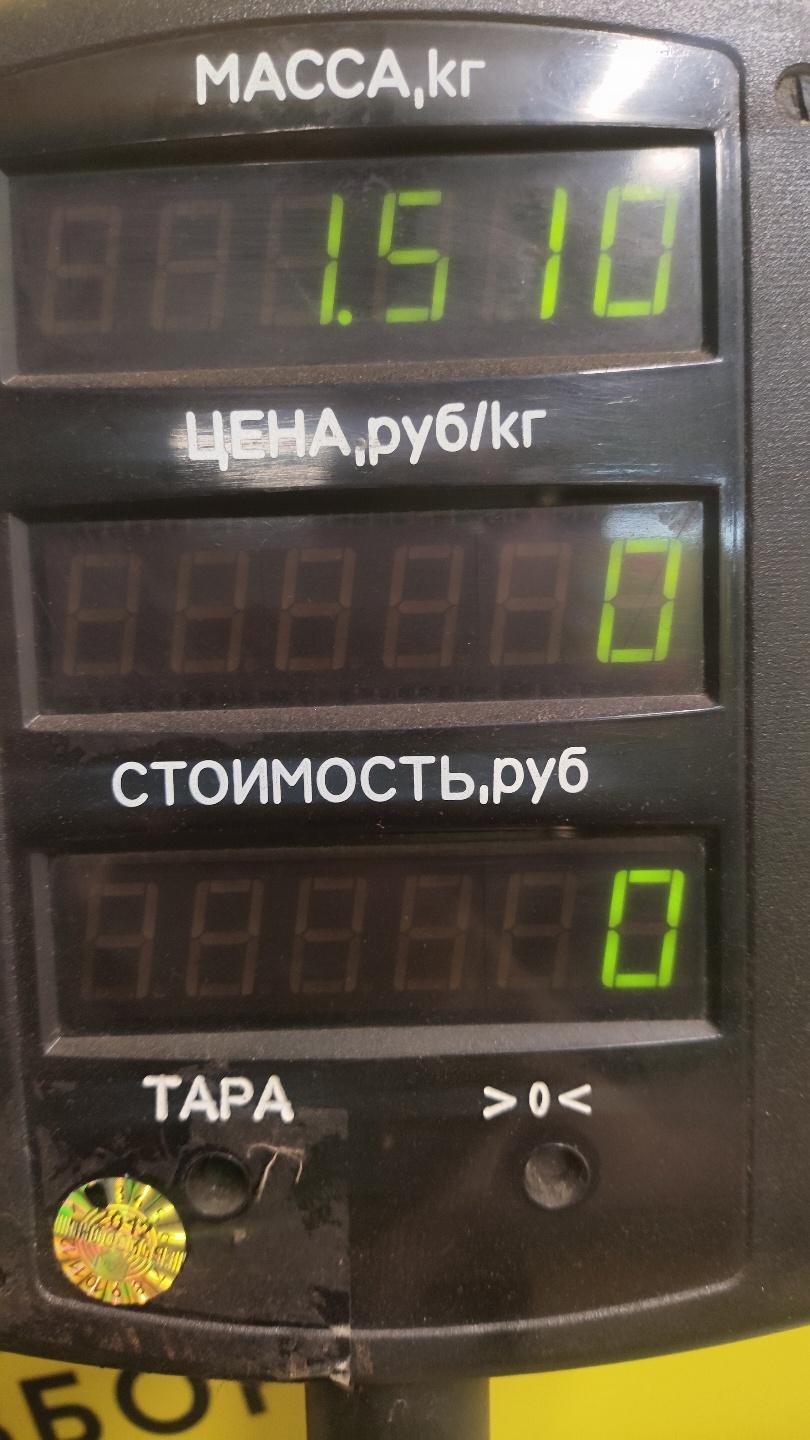 МАССА,кг
1.510
ЦЕНА,руб/кг
0
СТОИМОСТЬ,руб
0
ТАРА >0<